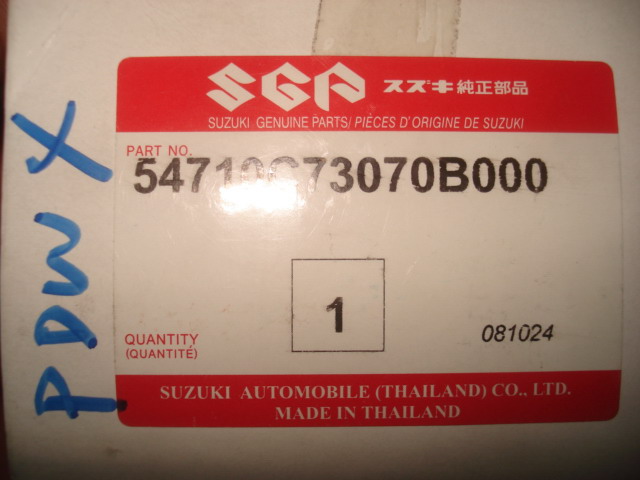 SGP スズキ純正部品
SUZUKI GENUINE PARTS/ PIÈCES D'ORIGINE DE SUZUKI
PART NO.
54710G73070B000
1
QUANTITY
(QUANTITÉ)
081024
SUZUKI AUTOMOBILE (THAILAND) CO., LTD.
MADE IN THAILAND
PDW X